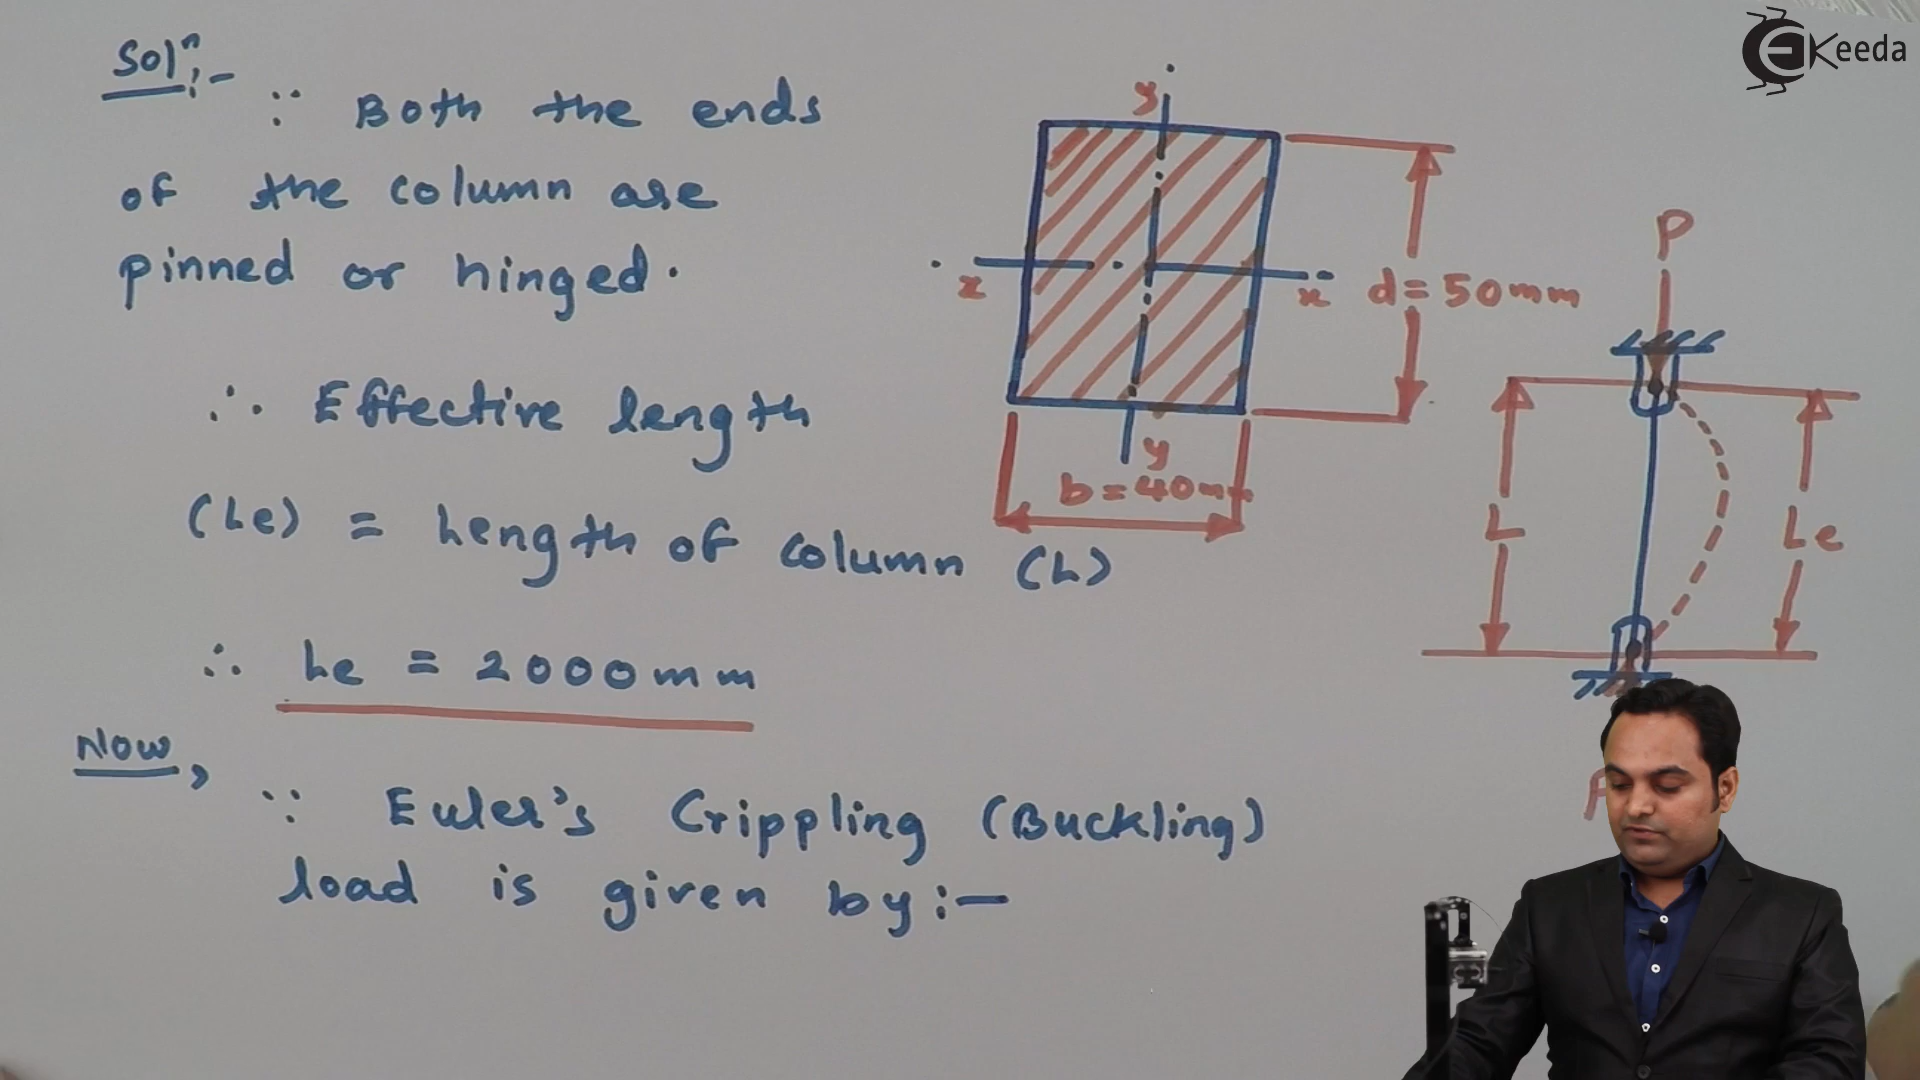 Solⁿ:-
∵ Both the ends
of the column are
pinned or hinged.
∴ Effective length
(Le) = Length of column (L)
∴ Le = 2000mm
Now,
∵ Euler's Crippling (Buckling)
load is given by:-
y
x
x
y
d = 50mm
b = 40mm
P
L
Le
EKeeda